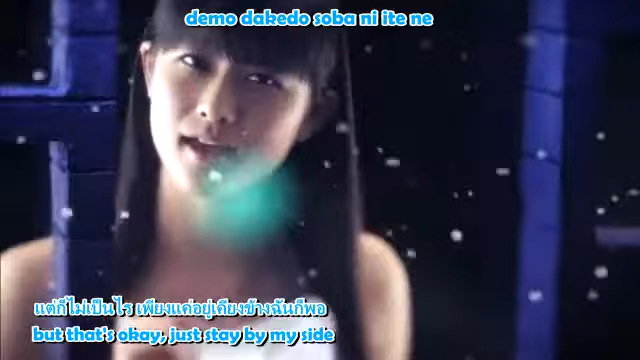 demo dakedo soba ni ite ne
แต่ก็ไม่เป็นไร เพียงแค่อยู่เคียงข้างฉันก็พอ
but that's okay, just stay by my side